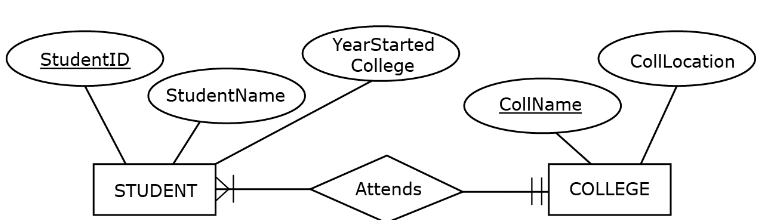 YearStarted
College
StudentID
CollLocation
StudentName
CollName
STUDENT
Attends
COLLEGE